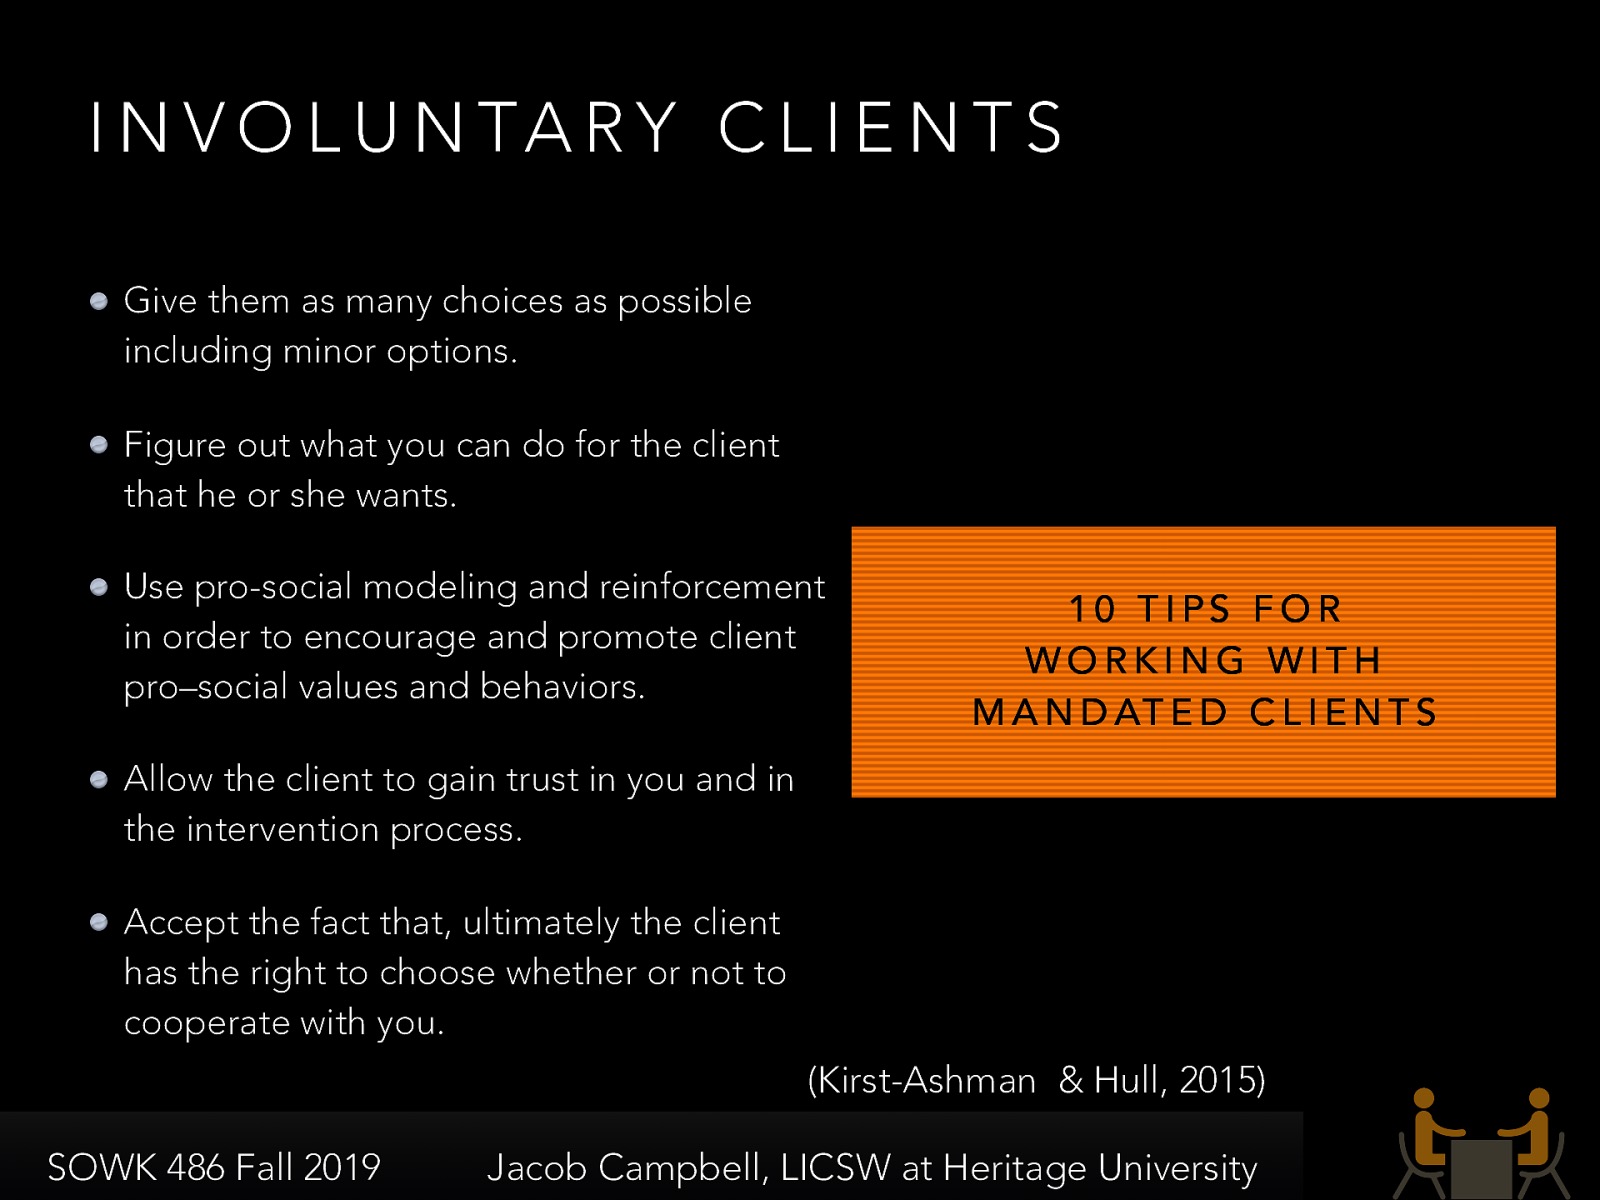 INVOLUNTARY CLIENTS
Give them as many choices as possible
including minor options.
Figure out what you can do for the client
that he or she wants.
Use pro-social modeling and reinforcement
in order to encourage and promote client
pro–social values and behaviors.
Allow the client to gain trust in you and in
the intervention process.
Accept the fact that, ultimately the client
has the right to choose whether or not to
cooperate with you.
10 TIPS FOR
WORKING WITH
MANDATED CLIENTS
(Kirst-Ashman & Hull, 2015)
SOWK 486 Fall 2019
Jacob Campbell, LICSW at Heritage University